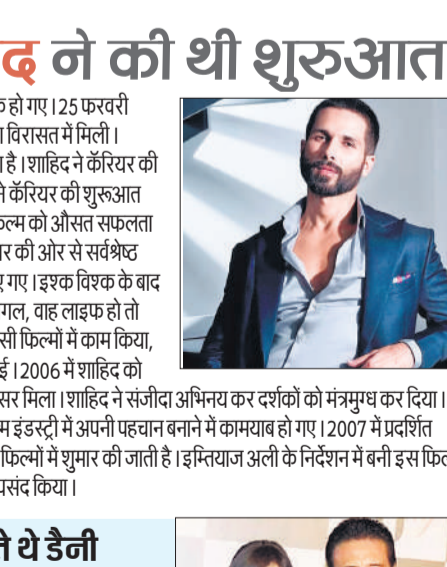 द ने की थी शुरुआत
क हो गए । 25 फरवरी
विरासत में मिली ।
है । शाहिद ने कॅरियर की
ने कॅरियर की शुरूआत
फिल्म को औसत सफलता
र की ओर से सर्वश्रेष्ठ
ए गए । इश्क विश्क के बाद
गल, वाह लाइफ हो तो
सी फिल्मों में काम किया,
ई । 2006 में शाहिद को
सर मिला । शाहिद ने संजीदा अभिनय कर दर्शकों को मंत्रमुग्ध कर दिया ।
म इंडस्ट्री में अपनी पहचान बनाने में कामयाब हो गए । 2007 में प्रदर्शित
फिल्मों में शुमार की जाती है । इम्तियाज अली के निर्देशन में बनी इस फिल
पसंद किया ।
ते थे डैनी